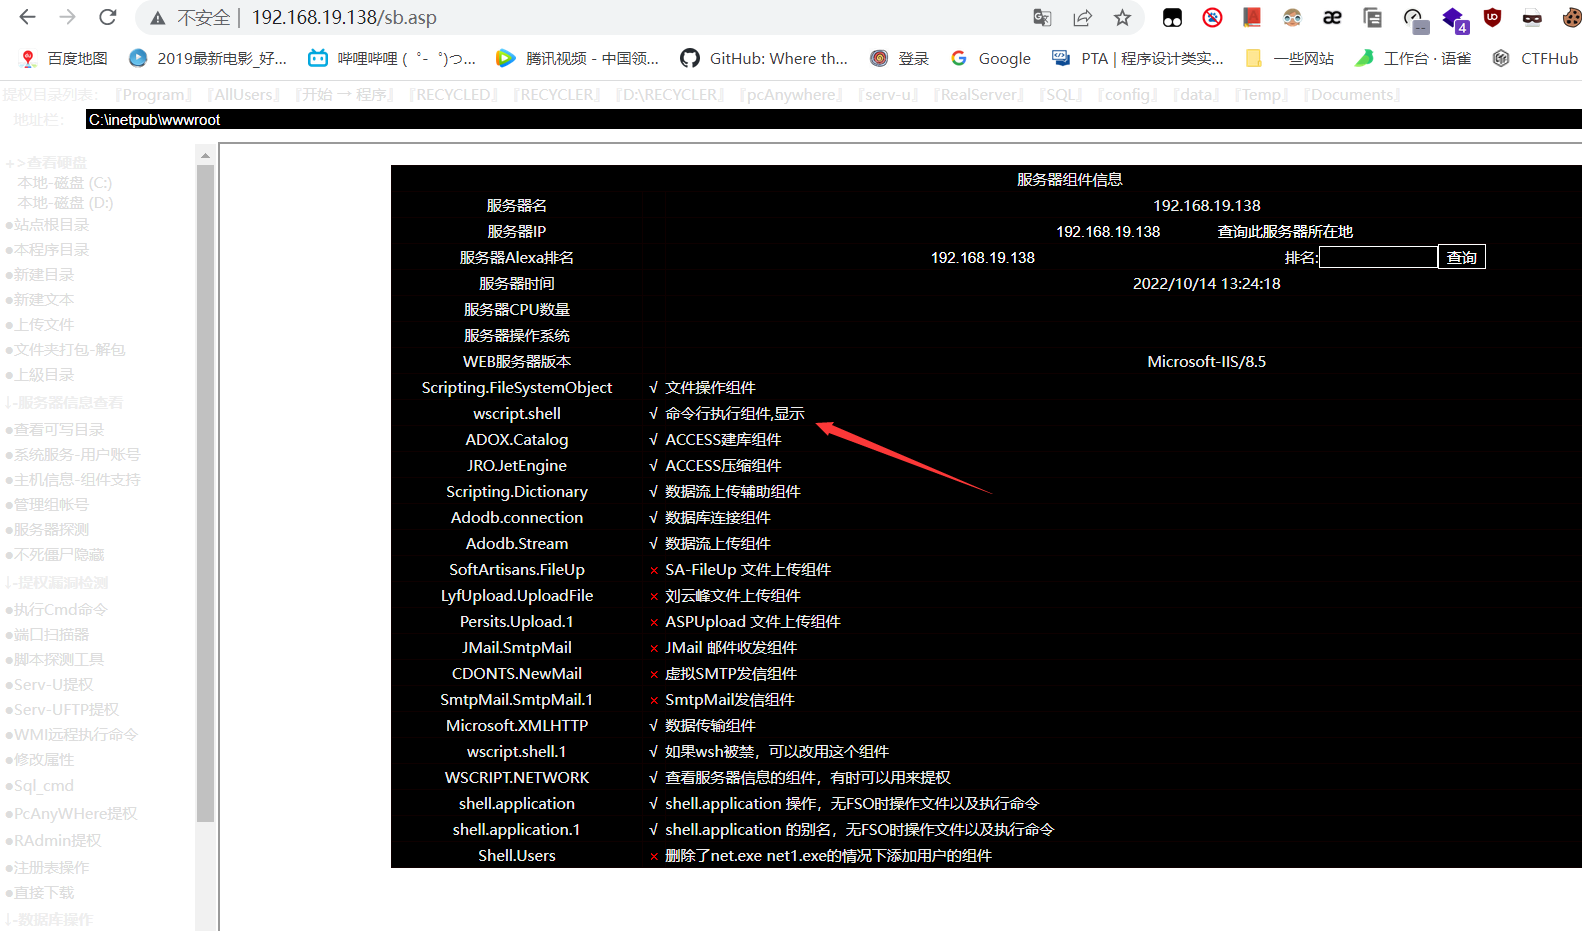 不安全 | 192.168.19.138/sb.asp
百度地图 2019最新电影_好... 哔哩哔哩 (゜-゜)つ... 腾讯视频 - 中国领... GitHub: Where th... 登录 Google PTA | 程序设计类实... 一些网站 工作台 · 语雀 CTFHub
提权目录列表： 『Program』 『AllUsers』 『开始→程序』 『RECYCLED』 『RECYCLER』 『D:\RECYCLER』 『pcAnywhere』 『serv-u』 『RealServer』 『SQL』 『config』 『data』 『Temp』 『Documents』
地址栏： C:\inetpub\wwwroot
+>查看硬盘
本地-磁盘 (C:)
本地-磁盘 (D:)
●站点根目录
●本程序目录
●新建目录
●新建文本
●上传文件
●文件夹打包-解包
●上級目录
↓-服务器信息查看
●查看可写目录
●系统服务-用户账号
●主机信息-组件支持
●管理组帐号
●服务器探测
●不死僵尸隐藏
↓-提权漏洞检测
●执行Cmd命令
●端口扫描器
●脚本探测工具
●Serv-U提权
●Serv-UFTP提权
●WMI远程执行命令
●修改属性
●Sql_cmd
●PcAnyWHere提权
●RAdmin提权
●注册表操作
●直接下载
↓-数据库操作
服务器组件信息
服务器名 192.168.19.138
服务器IP 192.168.19.138 查询此服务器所在地
服务器Alexa排名 192.168.19.138 排名: 查询
服务器时间 2022/10/14 13:24:18
服务器CPU数量
服务器操作系统
WEB服务器版本 Microsoft-IIS/8.5
Scripting.FileSystemObject √ 文件操作组件
wscript.shell √ 命令行执行组件,显示
ADOX.Catalog √ ACCESS建库组件
JRO.JetEngine √ ACCESS压缩组件
Scripting.Dictionary √ 数据流上传辅助组件
Adodb.connection √ 数据库连接组件
Adodb.Stream √ 数据流上传组件
SoftArtisans.FileUp × SA-FileUp 文件上传组件
LyfUpload.UploadFile × 刘云峰文件上传组件
Persits.Upload.1 × ASPUpload 文件上传组件
JMail.SmtpMail × JMail 邮件收发组件
CDONTS.NewMail × 虚拟SMTP发信组件
SmtpMail.SmtpMail.1 × SmtpMail发信组件
Microsoft.XMLHTTP √ 数据传输组件
wscript.shell.1 √ 如果wsh被禁，可以改用这个组件
WSCRIPT.NETWORK √ 查看服务器信息的组件，有时可以用来提权
shell.application √ shell.application 操作，无FSO时操作文件以及执行命令
shell.application.1 √ shell.application 的别名，无FSO时操作文件以及执行命令
Shell.Users × 删除了net.exe net1.exe的情况下添加用户的组件